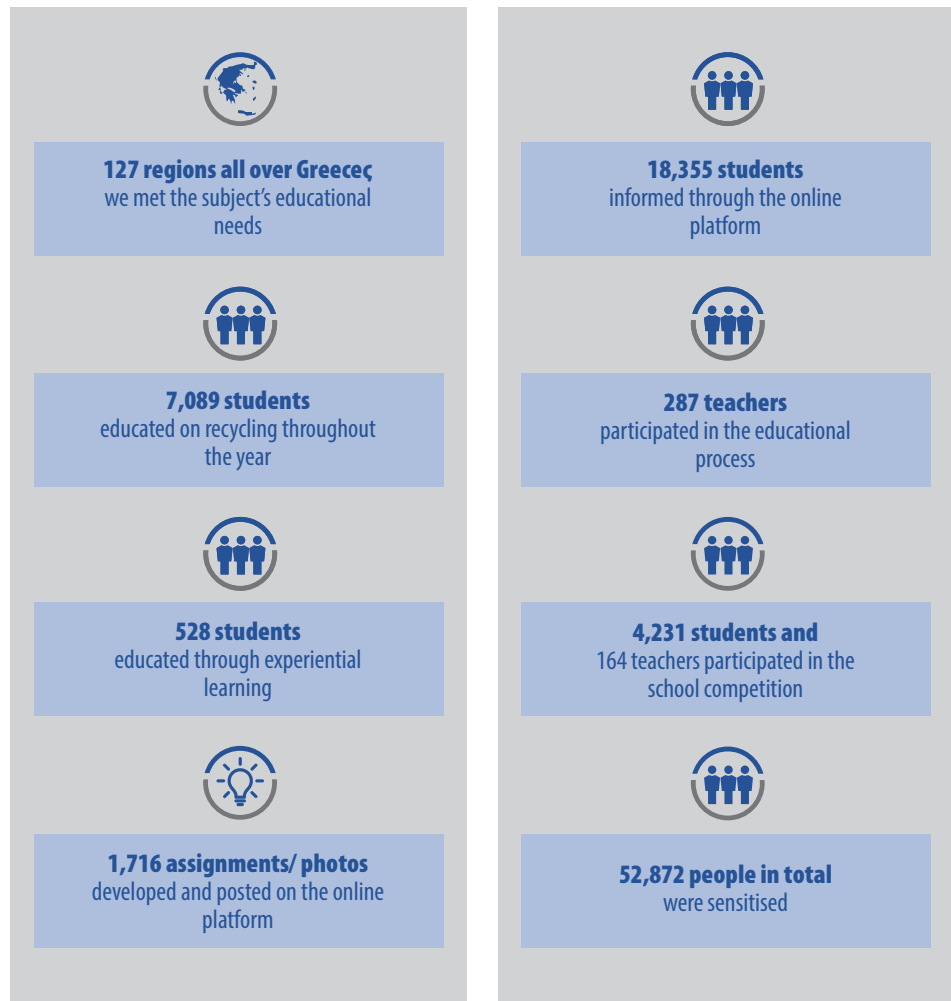 127 regions all over Greeceç
we met the subject's educational
needs
7,089 students
educated on recycling throughout
the year
528 students
educated through experiential
learning
1,716 assignments/ photos
developed and posted on the online
platform
18,355 students
informed through the online
platform
287 teachers
participated in the educational
process
4,231 students and
164 teachers participated in the
school competition
52,872 people in total
were sensitised